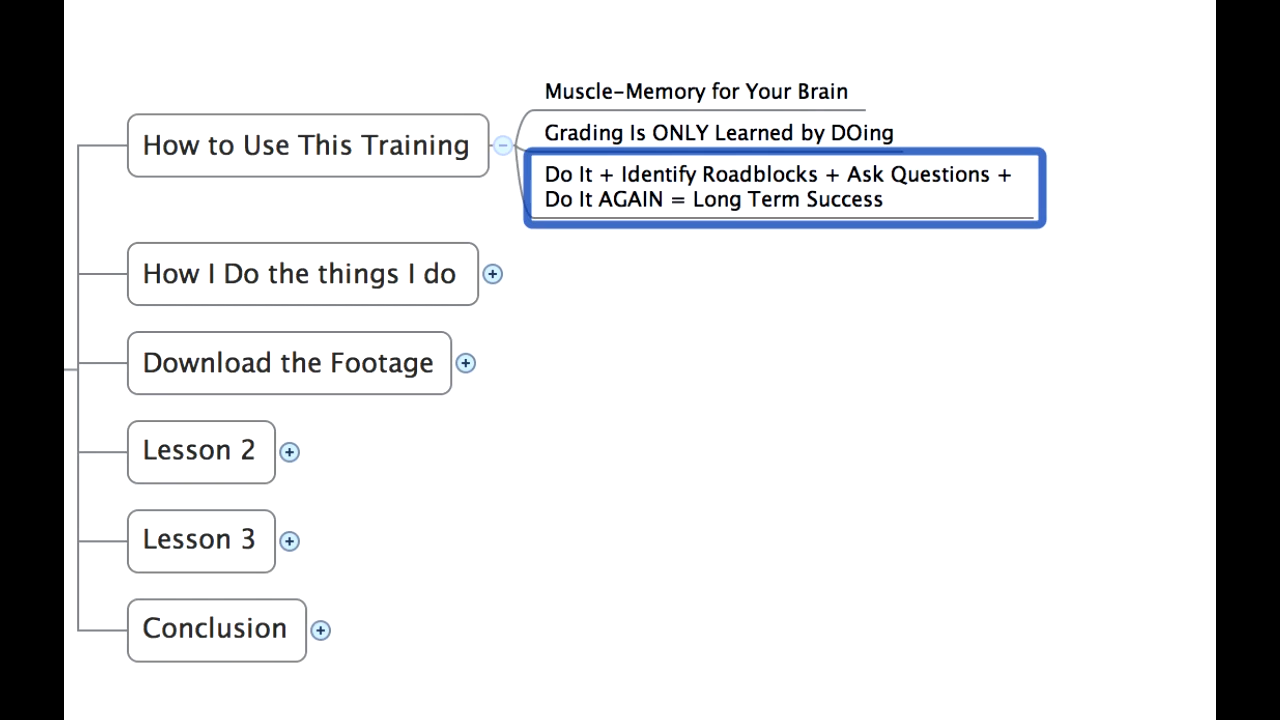 Muscle-Memory for Your Brain
How to Use This Training
Grading Is ONLY Learned by DOing
Do It + Identify Roadblocks + Ask Questions +
Do It AGAIN = Long Term Success
How I Do the things I do
Download the Footage
Lesson 2
Lesson 3
Conclusion